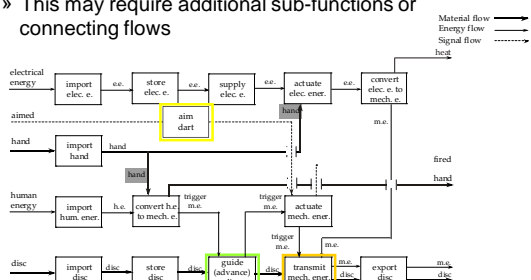 » This may require additional sub-functions or
connecting flows
Material flow
Energy flow
Signal flow
heat
electrical
energy
import
elec. e.
e.e.
store
elec. e.
e.e.
supply
elec. e.
e.e.
actuate
elec. ener.
e.e.
convert
elec. e. to
mech. e.
aimed
aim
dart
hand
m.e.
hand
import
hand
hand
hand
fired
hand
human
energy
import
hum. ener.
h.e.
convert h.e.
to mech. e.
trigger
m.e.
trigger
m.e.
actuate
mech. ener.
trigger
m.e.
m.e.
disc
import
disc
disc
store
disc
disc
guide
(advance)
disc
transmit
mech. ener.
m.e.
disc
export
disc
m.e.
disc